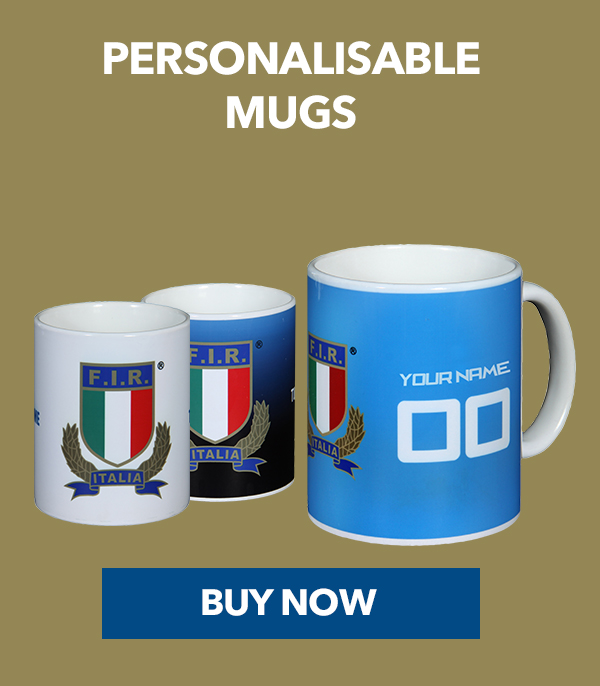 PERSONALISABLE
MUGS
F.I.R.
®
ITALIA
F.I.R.
®
ITALIA
F.I.R.
®
ITALIA
YOUR NAME
00
BUY NOW